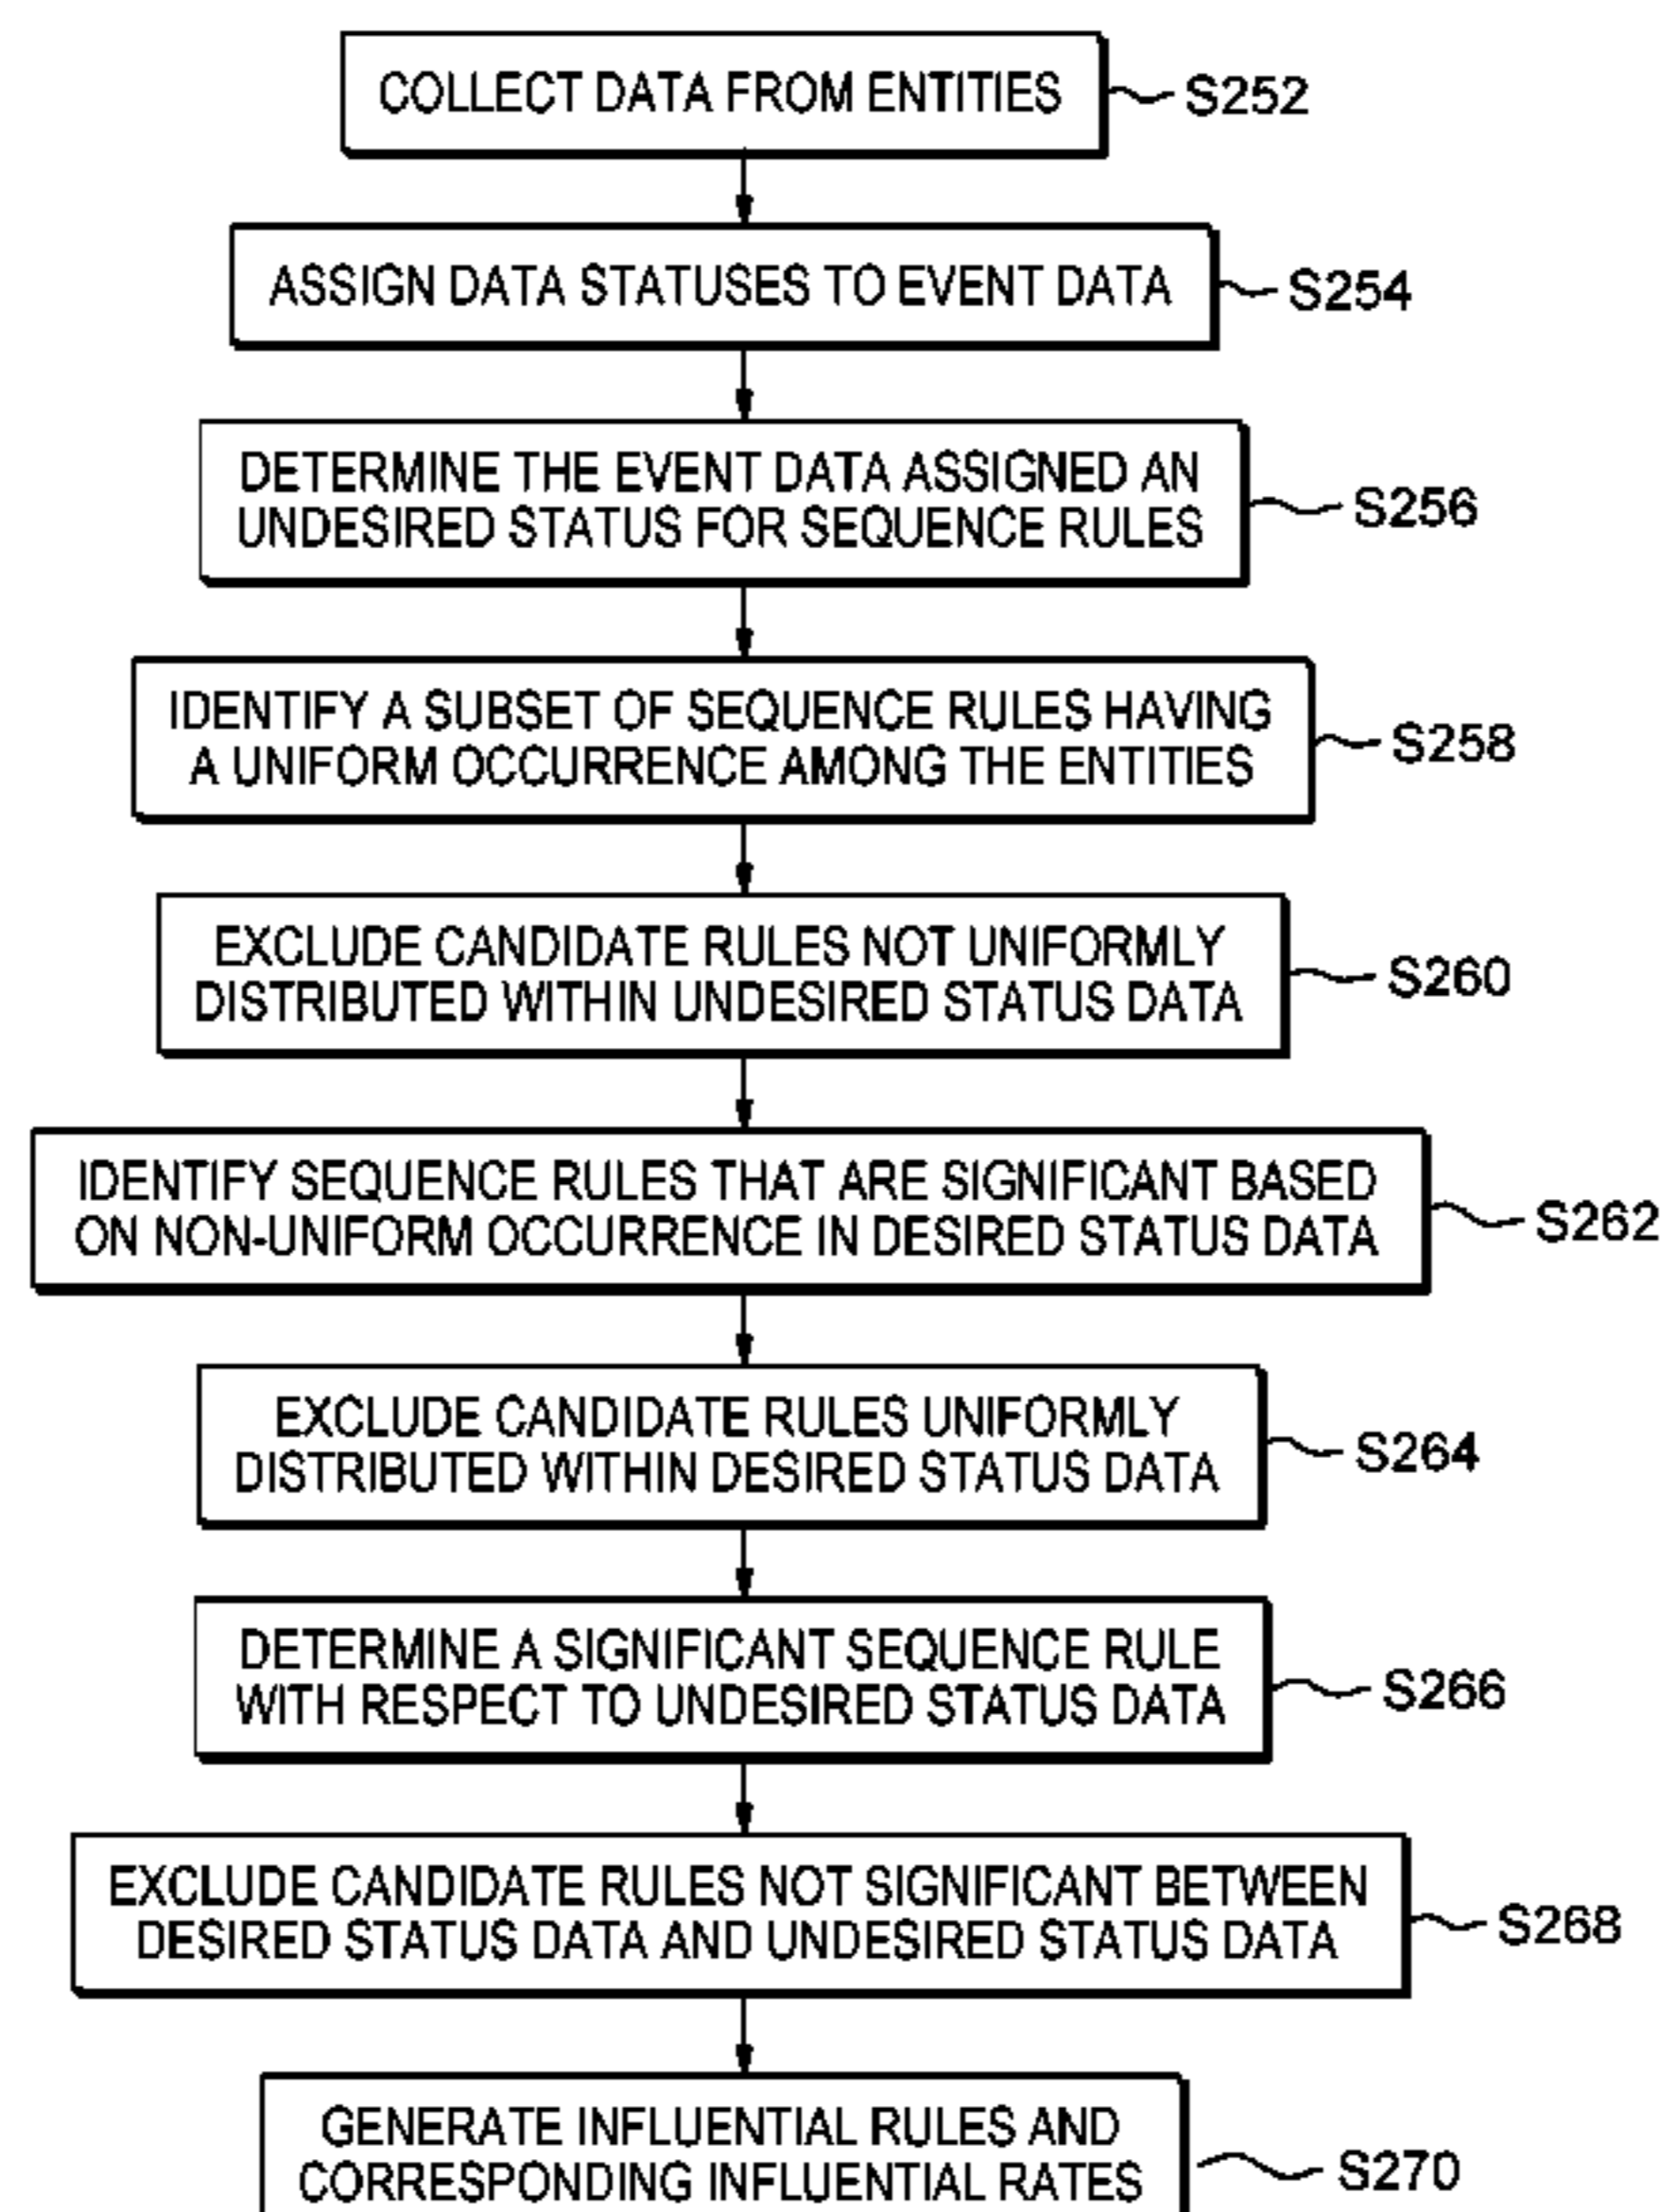 COLLECT DATA FROM ENTITIES
S252
ASSIGN DATA STATUSES TO EVENT DATA
S254
DETERMINE THE EVENT DATA ASSIGNED AN
UNDESIRED STATUS FOR SEQUENCE RULES
S256
IDENTIFY A SUBSET OF SEQUENCE RULES HAVING
A UNIFORM OCCURRENCE AMONG THE ENTITIES
S258
EXCLUDE CANDIDATE RULES NOT UNIFORMLY
DISTRIBUTED WITHIN UNDESIRED STATUS DATA
S260
IDENTIFY SEQUENCE RULES THAT ARE SIGNIFICANT BASED
ON NON-UNIFORM OCCURRENCE IN DESIRED STATUS DATA
S262
EXCLUDE CANDIDATE RULES UNIFORMLY
DISTRIBUTED WITHIN DESIRED STATUS DATA
S264
DETERMINE A SIGNIFICANT SEQUENCE RULE
WITH RESPECT TO UNDESIRED STATUS DATA
S266
EXCLUDE CANDIDATE RULES NOT SIGNIFICANT BETWEEN
DESIRED STATUS DATA AND UNDESIRED STATUS DATA
S268
GENERATE INFLUENTIAL RULES AND
CORRESPONDING INFLUENTIAL RATES
S270